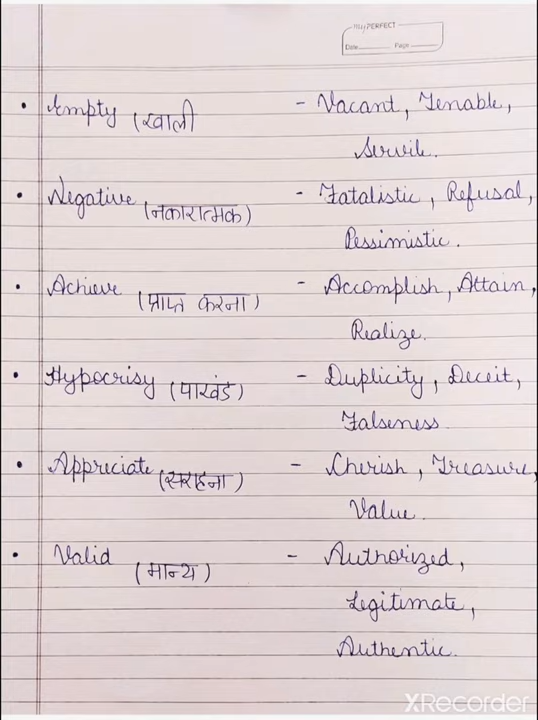 my PERFECT
Date Page
• Empty (खाली - Vacant, Tenable,
Servile.
• Negative (नकारात्मक) - Fatalistic, Refusal,
Pessimistic.
• Achieve (प्राप्त करना) - Accomplish, Attain,
Realize.
• Hypocrisy (पाखंड) - Duplicity, Deceit,
Falseness.
• Appreciate (सराहना) - Cherish, Treasure,
Value.
• Valid (मान्य) - Authorized,
Legitimate,
Authentic.
XRecorder